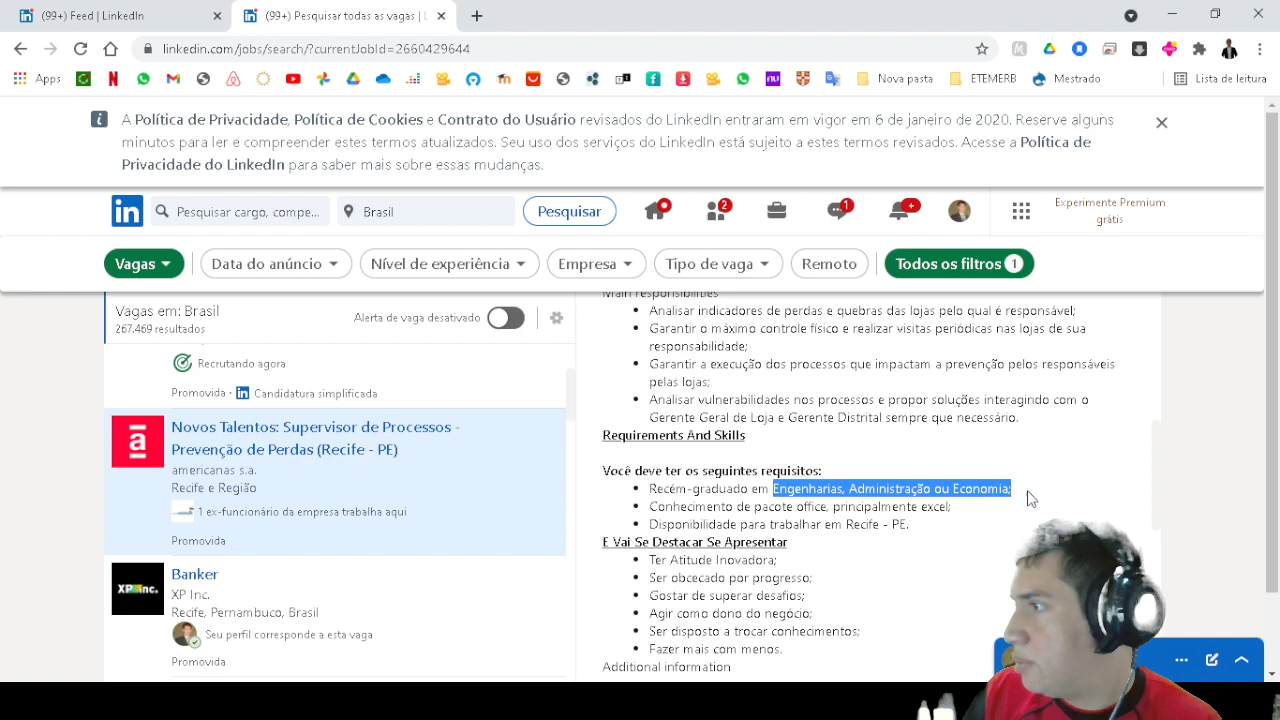 (99+) Feed | LinkedIn
(99+) Pesquisar todas as vagas | L
linkedin.com/jobs/search/?currentJobId=2660429644
Apps
Nova pasta
ETEMERB
Mestrado
Lista de leitura
A Política de Privacidade, Política de Cookies e Contrato do Usuário revisados do LinkedIn entraram em vigor em 6 de janeiro de 2020. Reserve alguns
minutos para ler e compreender estes termos atualizados. Seu uso dos serviços do LinkedIn está sujeito a estes termos revisados. Acesse a Política de
Privacidade do LinkedIn para saber mais sobre essas mudanças.
in
Pesquisar cargo, compe...
Brasil
Pesquisar
2
1
+
Experimente Premium
grátis
Vagas
Data do anúncio
Nível de experiência
Empresa
Tipo de vaga
Remoto
Todos os filtros 1
Vagas em: Brasil
267.469 resultados
Alerta de vaga desativado
Recrutando agora
Promovida · in Candidatura simplificada
a
Novos Talentos: Supervisor de Processos -
Prevenção de Perdas (Recife - PE)
americanas s.a.
Recife e Região
1 ex-funcionário da empresa trabalha aqui
Promovida
XP Inc.
Banker
XP Inc.
Recife, Pernambuco, Brasil
Seu perfil corresponde a esta vaga
Promovida
Main responsibilities
Analisar indicadores de perdas e quebras das lojas pelo qual é responsável;
Garantir o máximo controle físico e realizar visitas periódicas nas lojas de sua
responsabilidade;
Garantir a execução dos processos que impactam a prevenção pelos responsáveis
pelas lojas;
Analisar vulnerabilidades nos processos e propor soluções interagindo com o
Gerente Geral de Loja e Gerente Distrital sempre que necessário.
Requirements And Skills
Você deve ter os seguintes requisitos:
Recém-graduado em Engenharias, Administração ou Economia;
Conhecimento de pacote office, principalmente excel;
Disponibilidade para trabalhar em Recife - PE.
E Vai Se Destacar Se Apresentar
Ter Atitude Inovadora;
Ser obcecado por progresso;
Gostar de superar desafios;
Agir como dono do negócio;
Ser disposto a trocar conhecimentos;
Fazer mais com menos.
Additional information